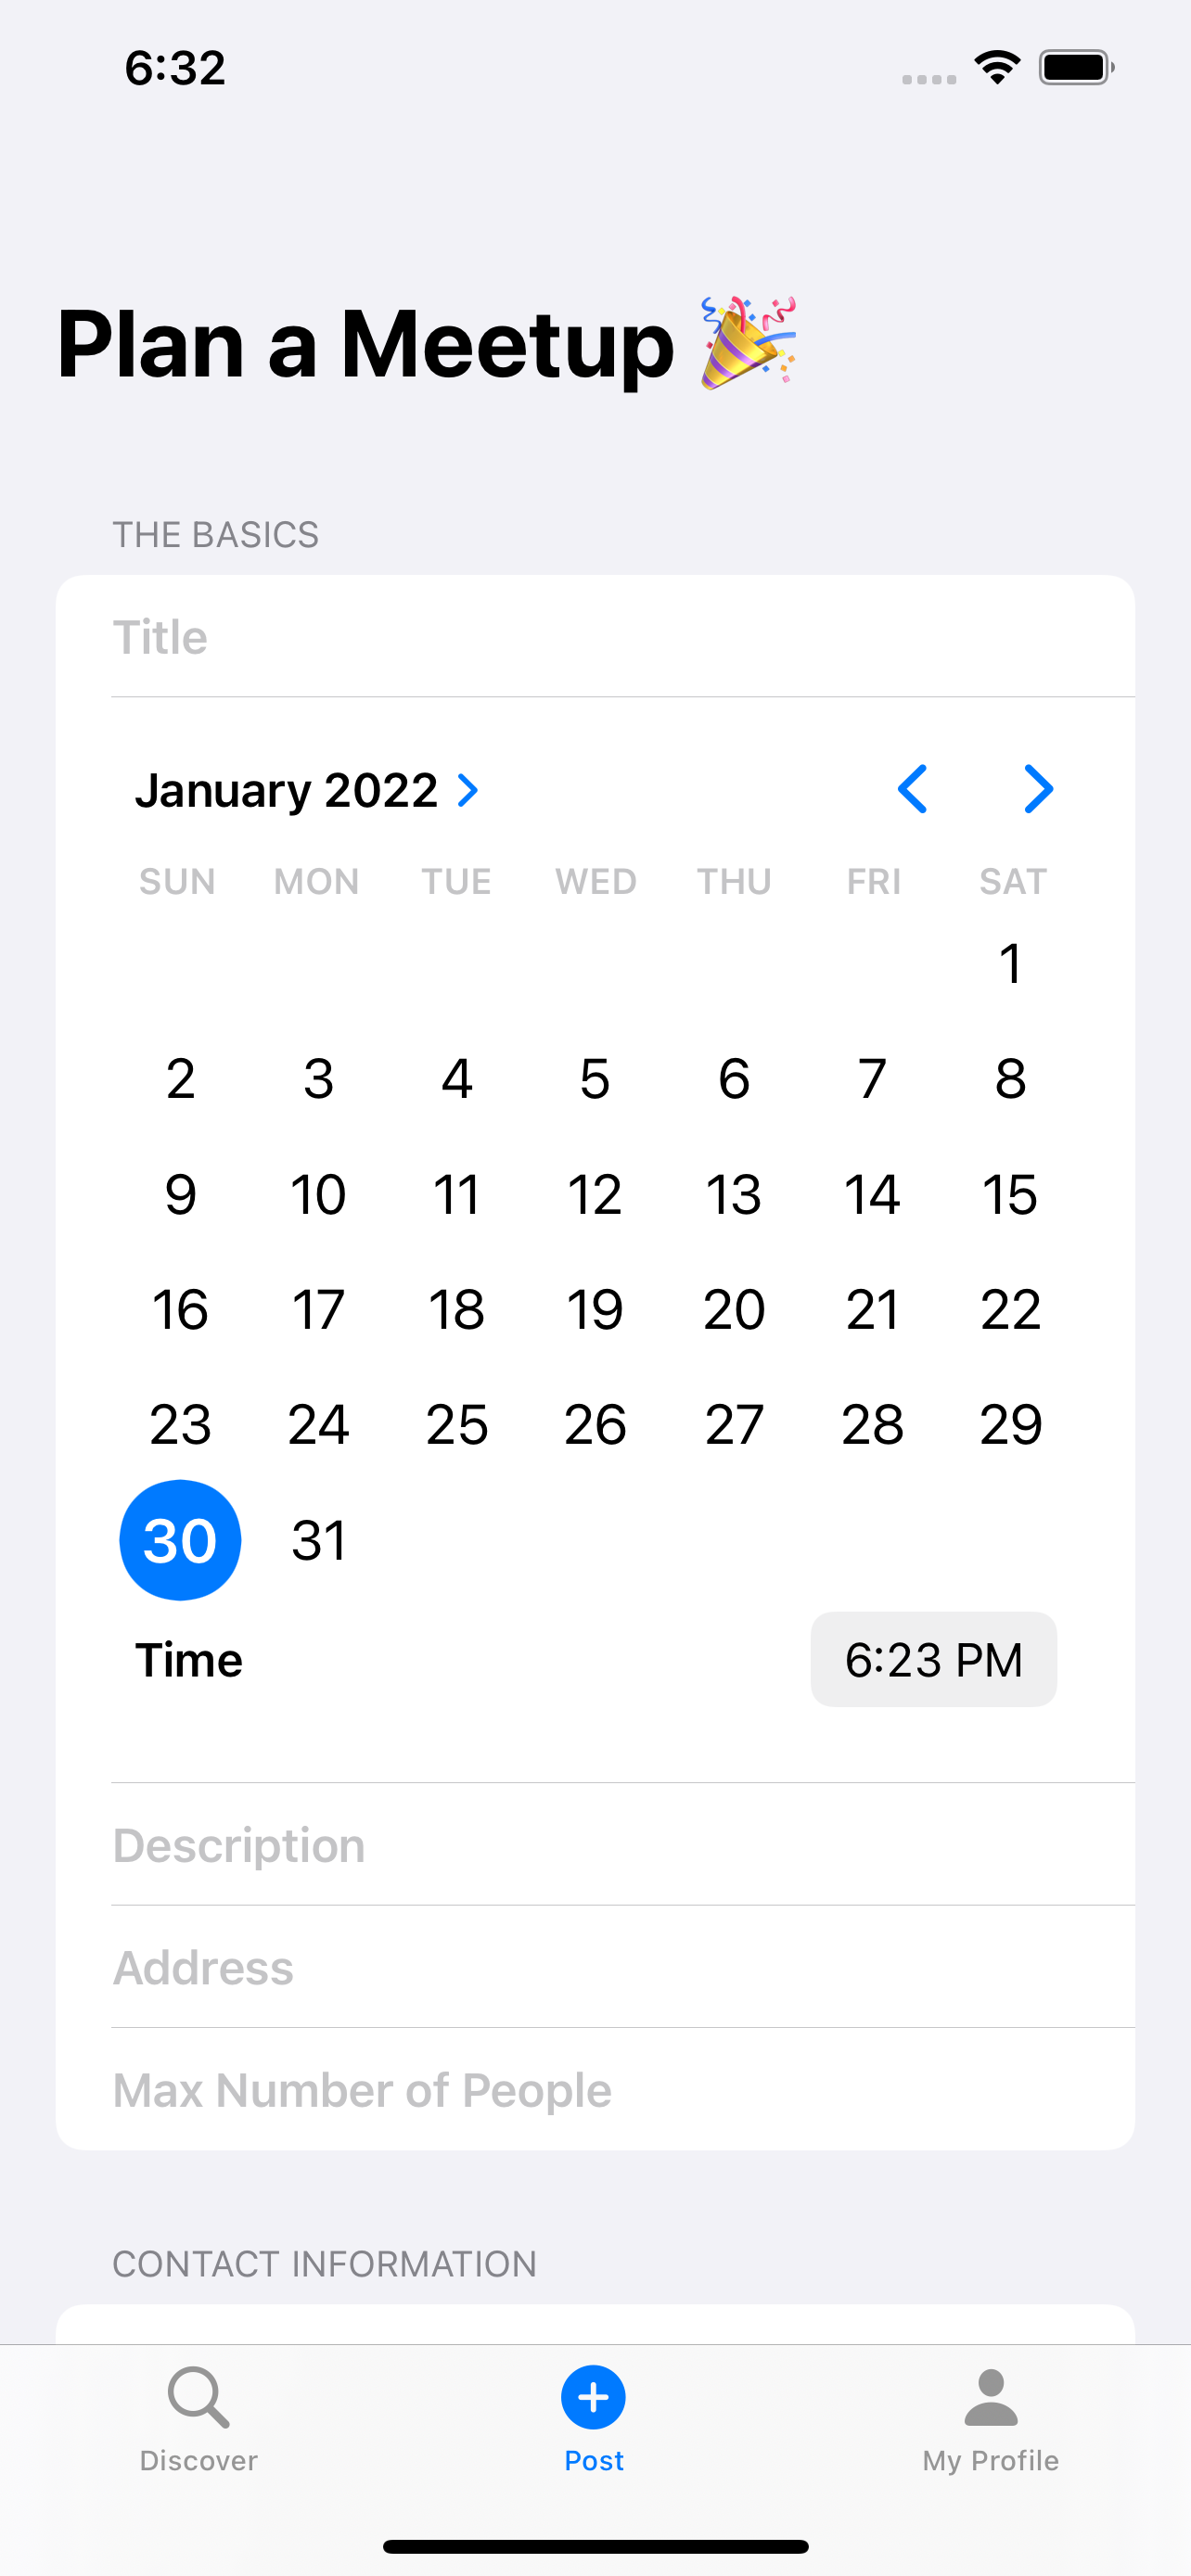 6:32
Plan a Meetup 🎉
THE BASICS
Title
January 2022
SUN MON TUE WED THU FRI SAT
1
2 3 4 5 6 7 8
9 10 11 12 13 14 15
16 17 18 19 20 21 22
23 24 25 26 27 28 29
30 31
Time 6:23 PM
Description
Address
Max Number of People
CONTACT INFORMATION
Discover Post My Profile